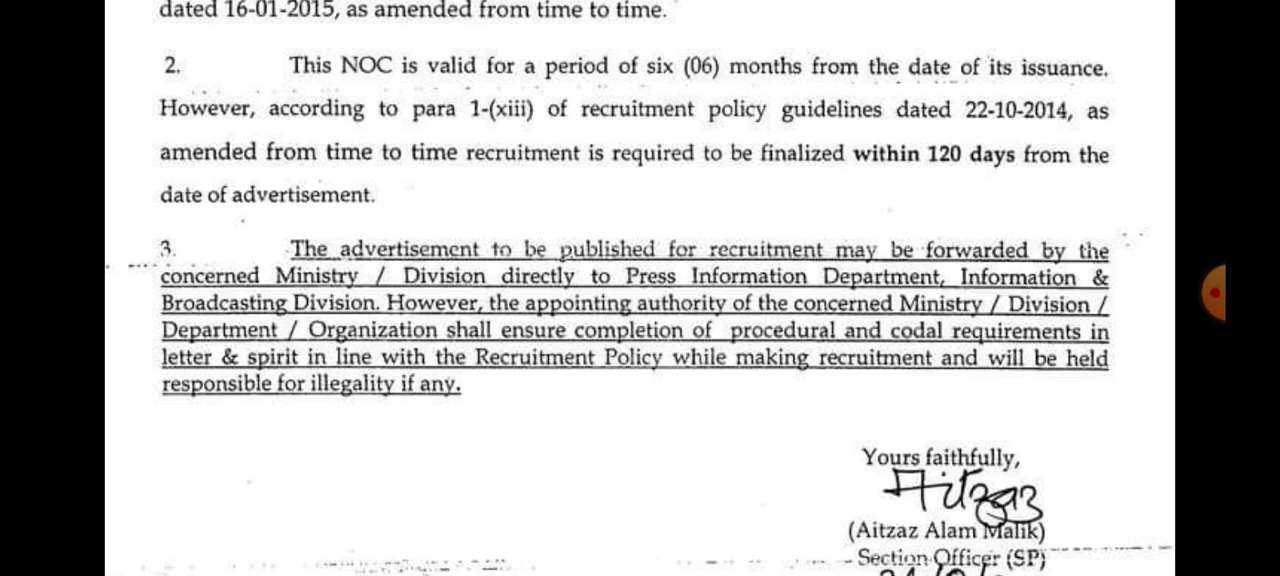 dated 16-01-2015, as amended from time to time.
2. This NOC is valid for a period of six (06) months from the date of its issuance.
However, according to para 1-(xiii) of recruitment policy guidelines dated 22-10-2014, as
amended from time to time recruitment is required to be finalized within 120 days from the
date of advertisement.
3. The advertisement to be published for recruitment may be forwarded by the
concerned Ministry / Division directly to Press Information Department, Information &
Broadcasting Division. However, the appointing authority of the concerned Ministry / Division /
Department / Organization shall ensure completion of procedural and codal requirements in
letter & spirit in line with the Recruitment Policy while making recruitment and will be held
responsible for illegality if any.
Yours faithfully,
Aitzaz
(Aitzaz Alam Malik)
Section Officer (SP)